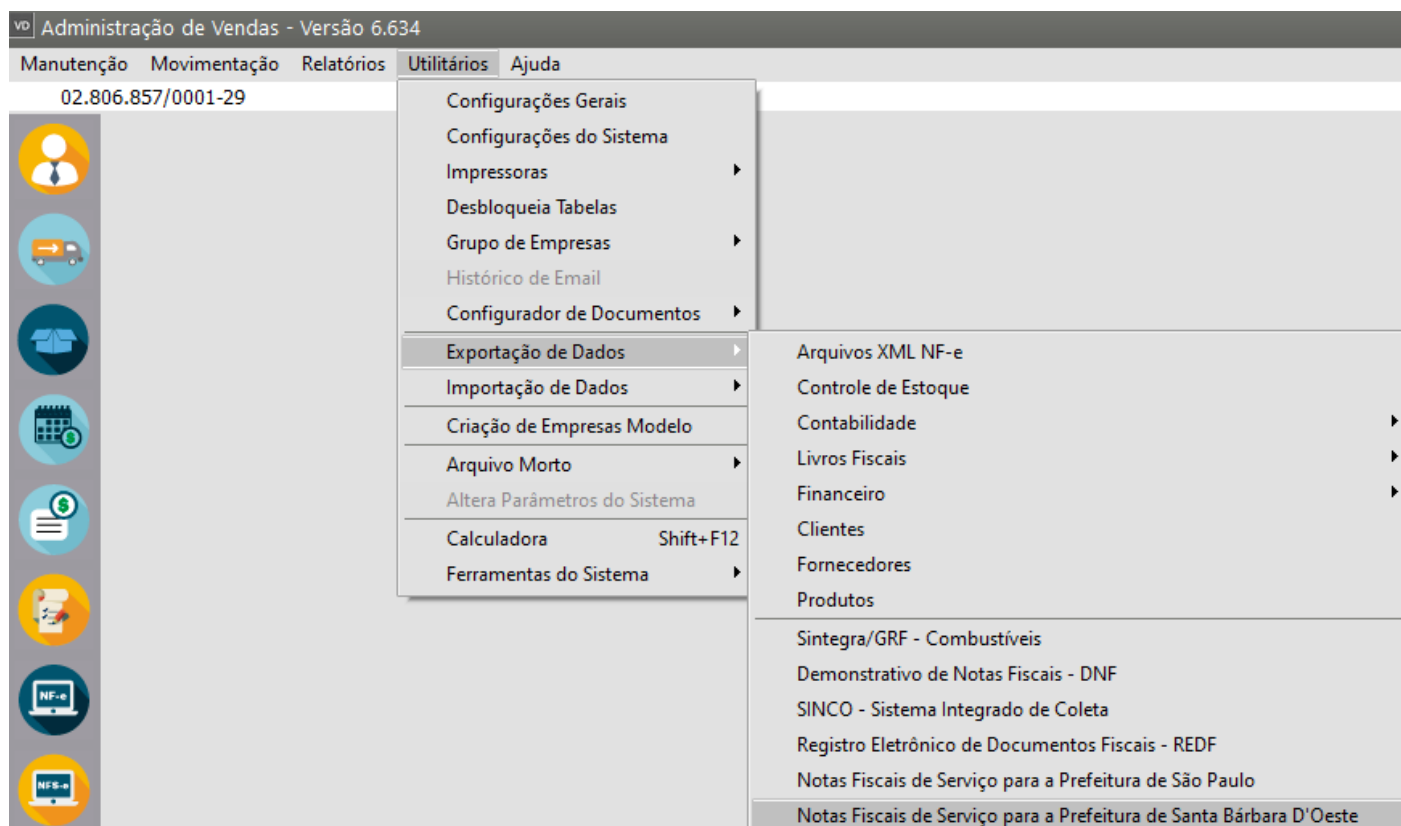 VD Administração de Vendas - Versão 6.634
Manutenção Movimentação Relatórios Utilitários Ajuda
02.806.857/0001-29
Configurações Gerais
Configurações do Sistema
Impressoras
Desbloqueia Tabelas
Grupo de Empresas
Histórico de Email
Configurador de Documentos
Exportação de Dados
Importação de Dados
Criação de Empresas Modelo
Arquivo Morto
Altera Parâmetros do Sistema
Calculadora Shift+F12
Ferramentas do Sistema
Arquivos XML NF-e
Controle de Estoque
Contabilidade
Livros Fiscais
Financeiro
Clientes
Fornecedores
Produtos
Sintegra/GRF - Combustíveis
Demonstrativo de Notas Fiscais - DNF
SINCO - Sistema Integrado de Coleta
Registro Eletrônico de Documentos Fiscais - REDF
Notas Fiscais de Serviço para a Prefeitura de São Paulo
Notas Fiscais de Serviço para a Prefeitura de Santa Bárbara D'Oeste
NF-e
NFS-e